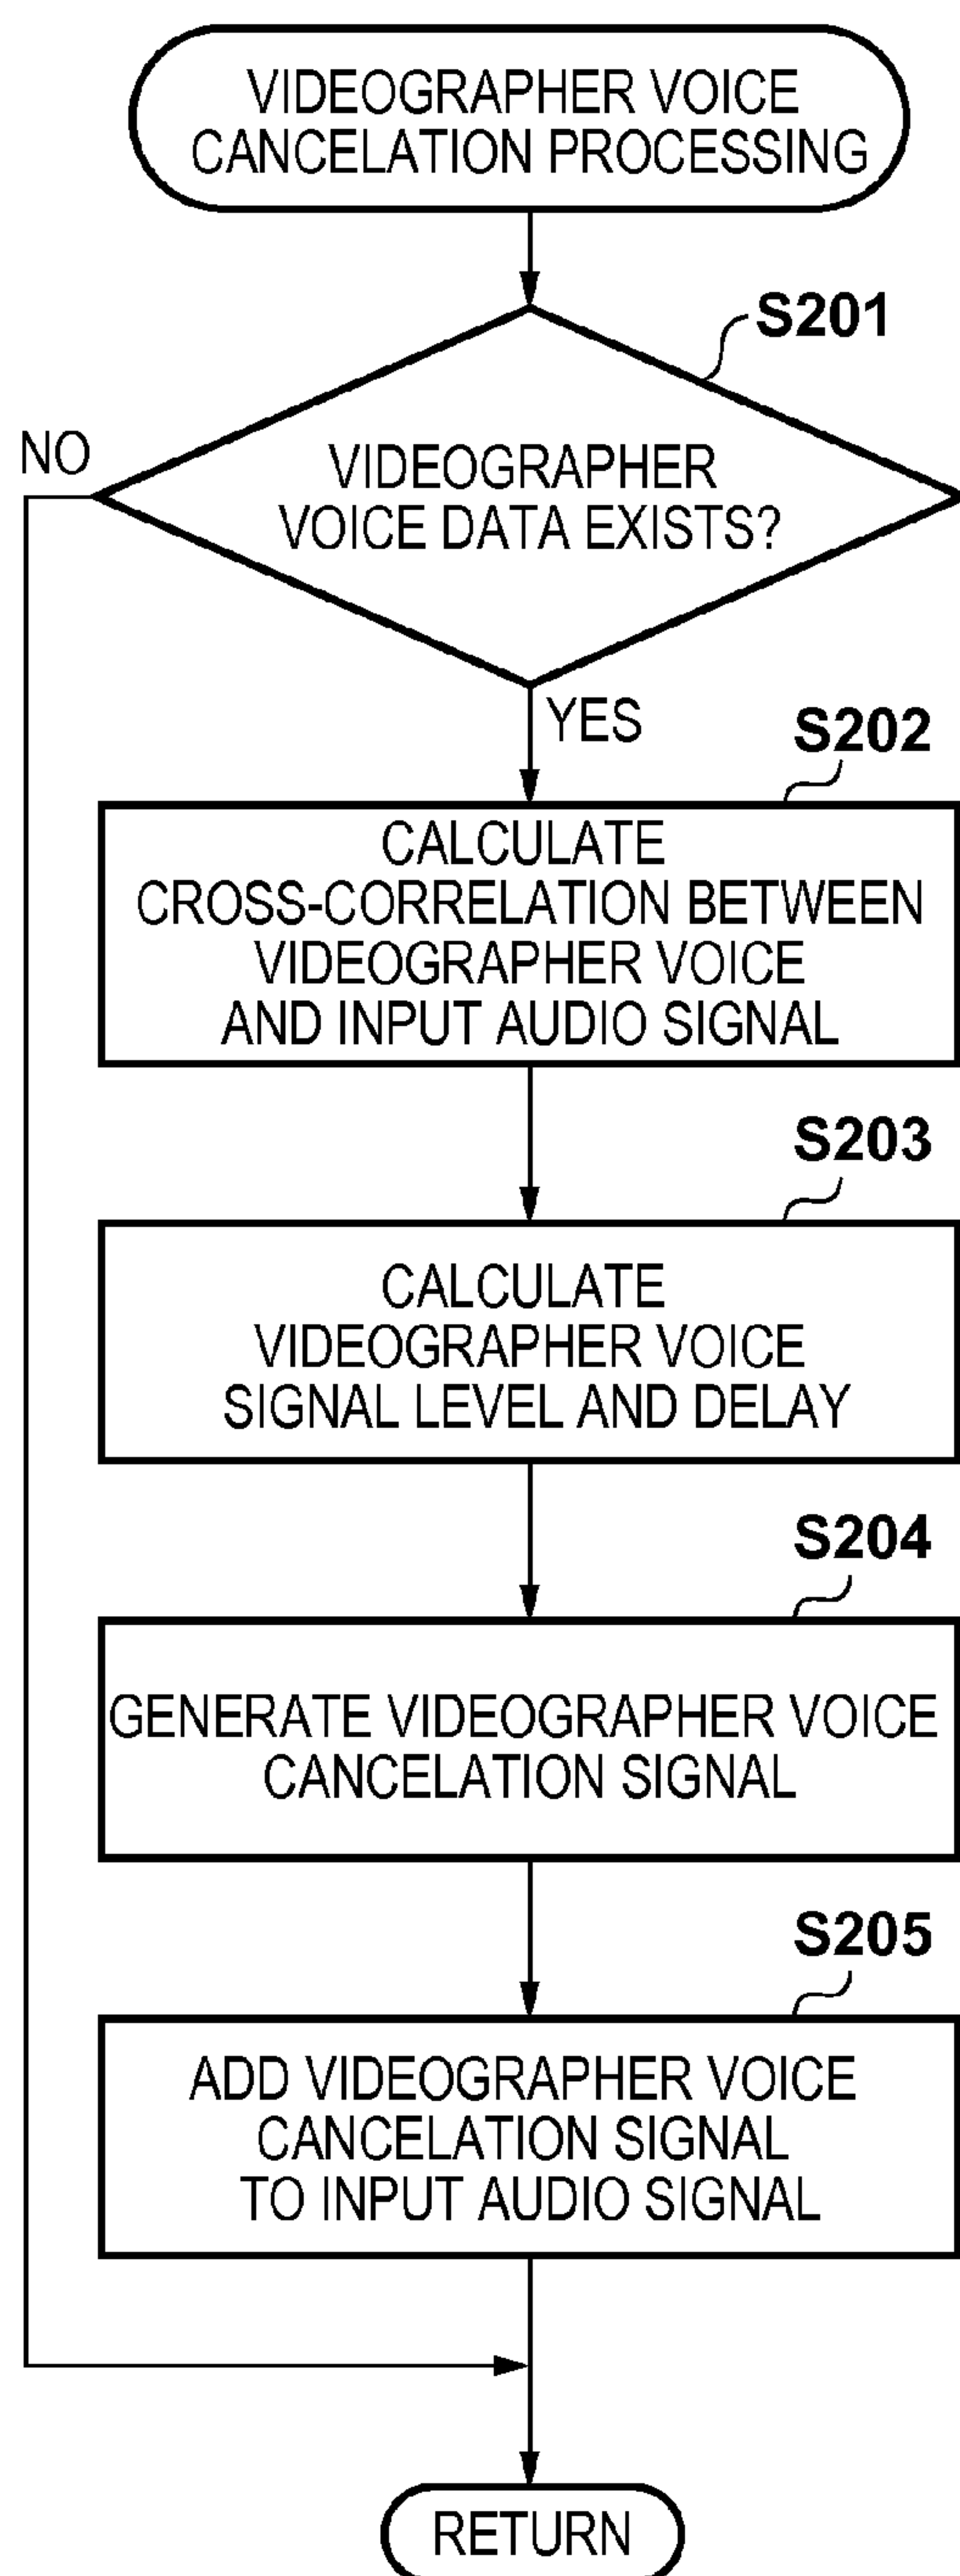 VIDEOGRAPHER VOICE
CANCELATION PROCESSING
S201
NO
VIDEOGRAPHER
VOICE DATA EXISTS?
YES
S202
CALCULATE
CROSS-CORRELATION BETWEEN
VIDEOGRAPHER VOICE
AND INPUT AUDIO SIGNAL
S203
CALCULATE
VIDEOGRAPHER VOICE
SIGNAL LEVEL AND DELAY
S204
GENERATE VIDEOGRAPHER VOICE
CANCELATION SIGNAL
S205
ADD VIDEOGRAPHER VOICE
CANCELATION SIGNAL
TO INPUT AUDIO SIGNAL
RETURN